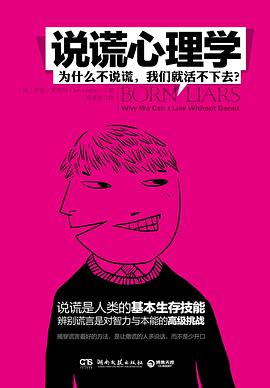 说谎心理学
为什么不说谎，我们就活不下去？
BORN LIARS
Why We Can't Live Without Deceit
说谎是人类的基本生存技能
辨别谎言是对智力与本能的高级挑战
揭穿谎言最好的方法，是让撒谎的人多说话，而不是少开口
湖南文艺出版社
博集天卷